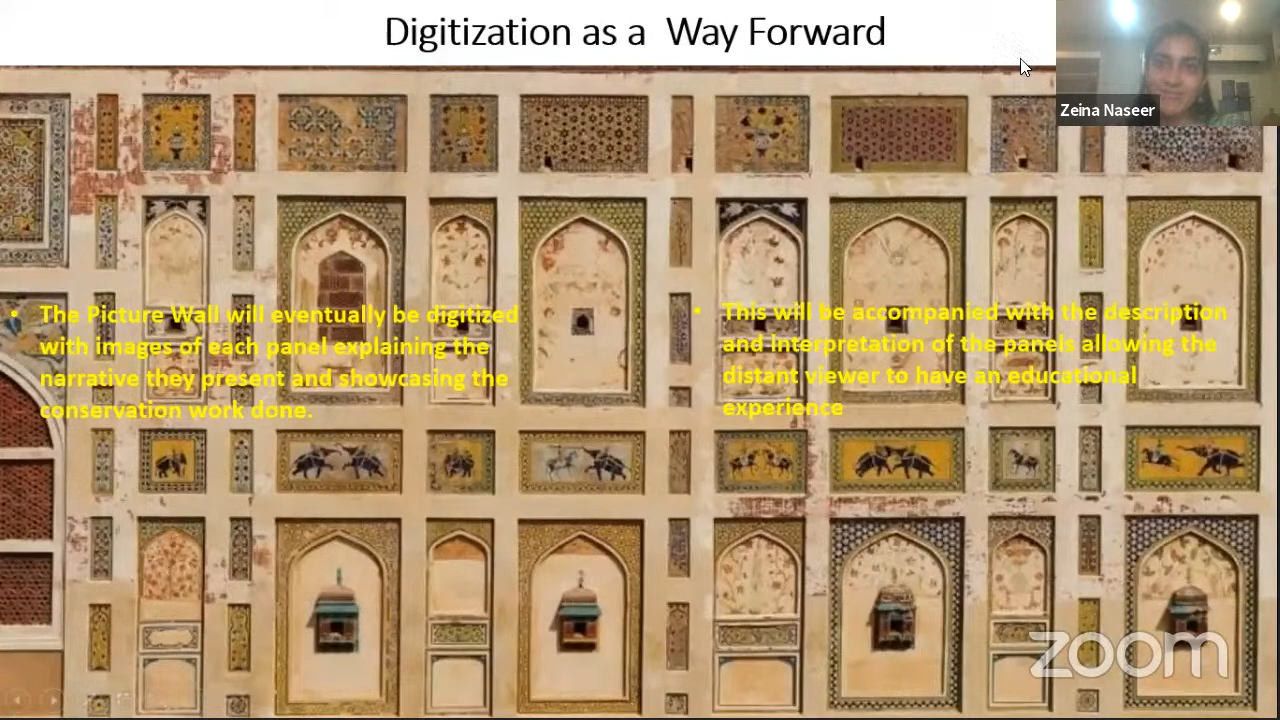 Digitization as a  Way Forward
Zeina Naseer
• The Picture Wall will eventually be digitized
with images of each panel explaining the
narrative they present and showcasing the
conservation work done.
• This will be accompanied with the description
and interpretation of the panels allowing the
distant viewer to have an educational
experience
zoom